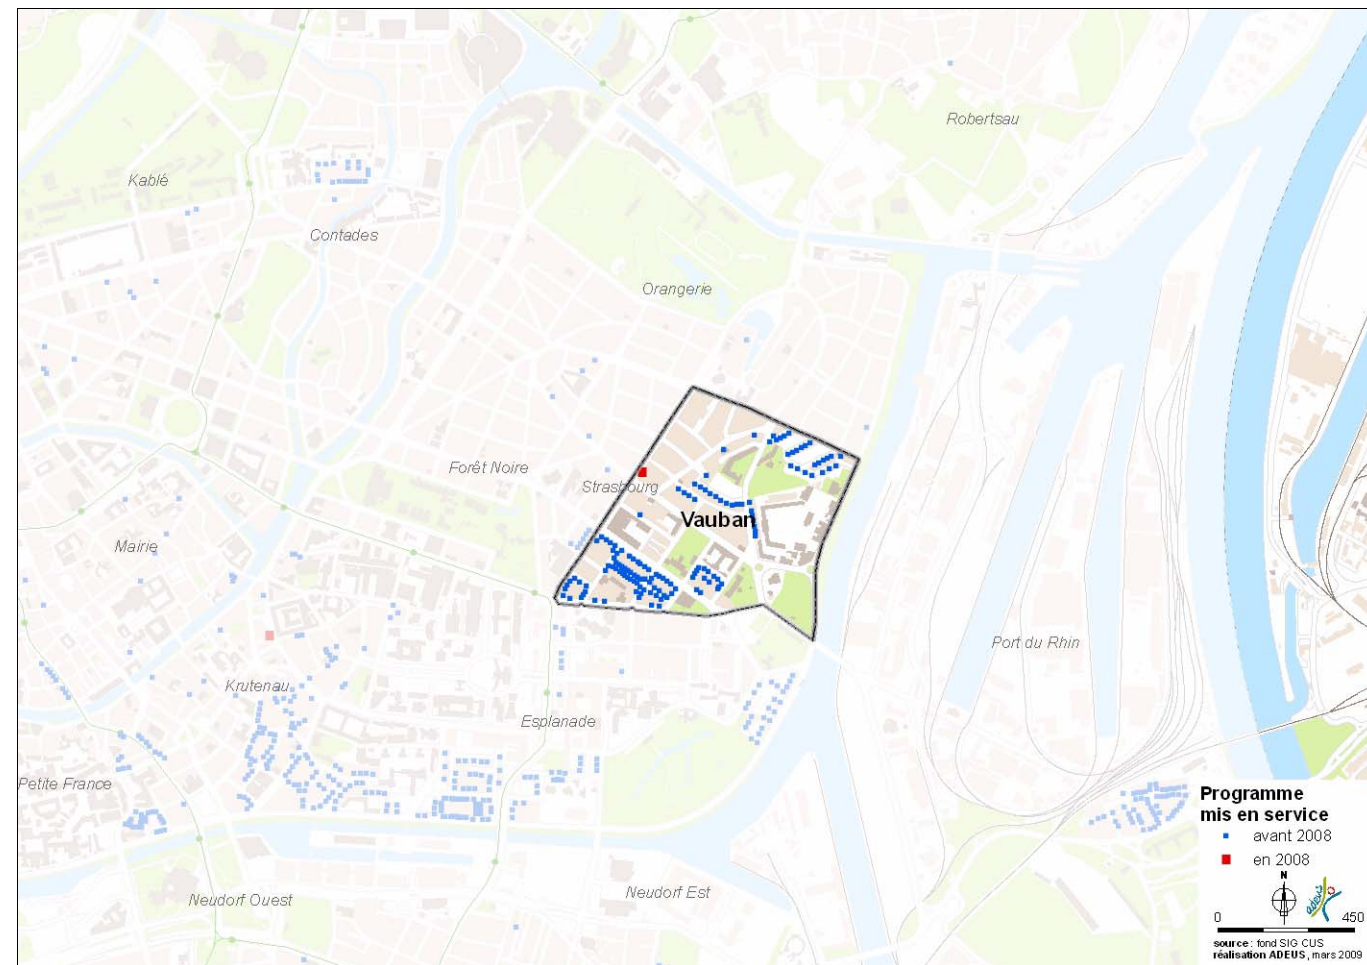 Robertsau
Kablé
Contades
Orangerie
Forêt Noire
Strasbourg
Vauban
Mairie
Port du Rhin
Krutenau
Esplanade
Petite France
Neudorf Est
Neudorf Ouest
Programme
mis en service
avant 2008
en 2008
N
adeus
0 450
source : fond SIG CUS
réalisation ADEUS, mars 2009